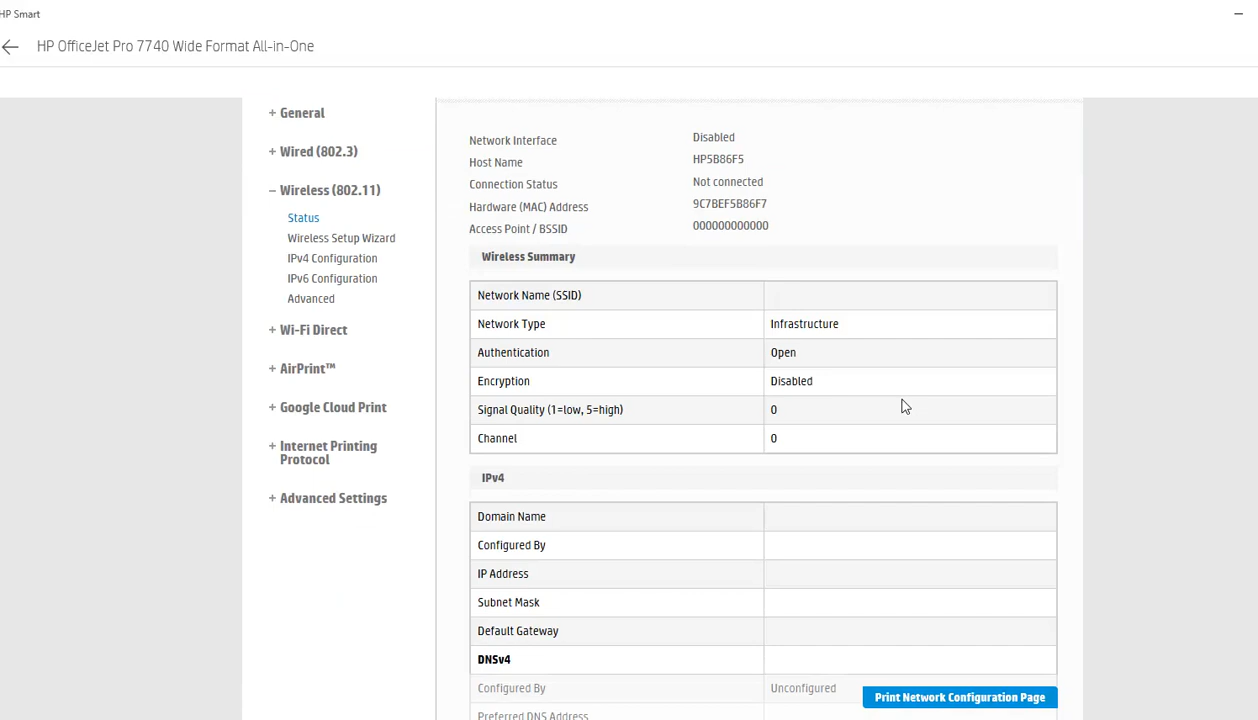 HP Smart
HP OfficeJet Pro 7740 Wide Format All-in-One
+ General
+ Wired (802.3)
– Wireless (802.11)
Status
Wireless Setup Wizard
IPv4 Configuration
IPv6 Configuration
Advanced
+ Wi-Fi Direct
+ AirPrint™
+ Google Cloud Print
+ Internet Printing
Protocol
+ Advanced Settings
Network Interface Disabled
Host Name HP5B86F5
Connection Status Not connected
Hardware (MAC) Address 9C7BEF5B86F7
Access Point / BSSID 000000000000
Wireless Summary
Network Name (SSID)
Network Type Infrastructure
Authentication Open
Encryption Disabled
Signal Quality (1=low, 5=high) 0
Channel 0
IPv4
Domain Name
Configured By
IP Address
Subnet Mask
Default Gateway
DNSv4
Configured By Unconfigured
Print Network Configuration Page
Preferred DNS Address